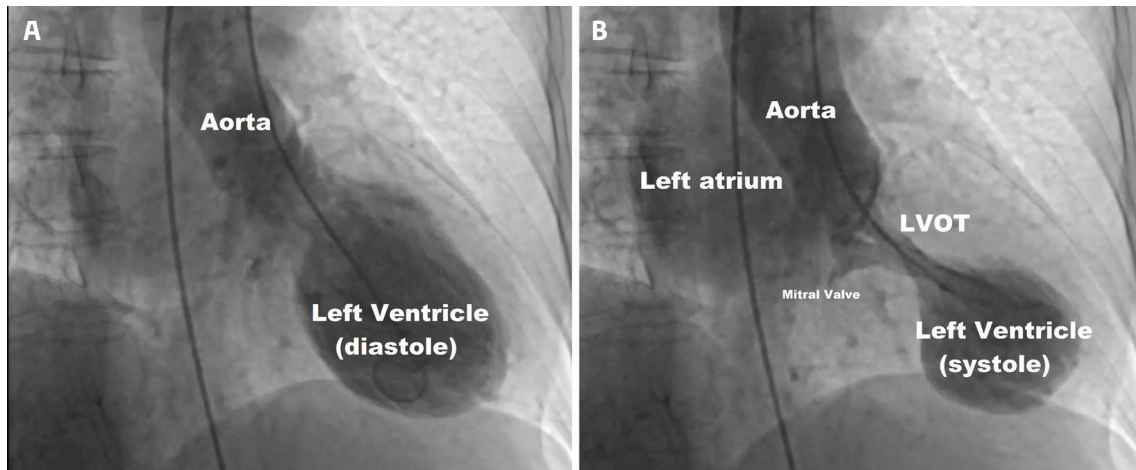 A
Aorta
Left Ventricle
(diastole)
B
Aorta
Left atrium
LVOT
Mitral Valve
Left Ventricle
(systole)